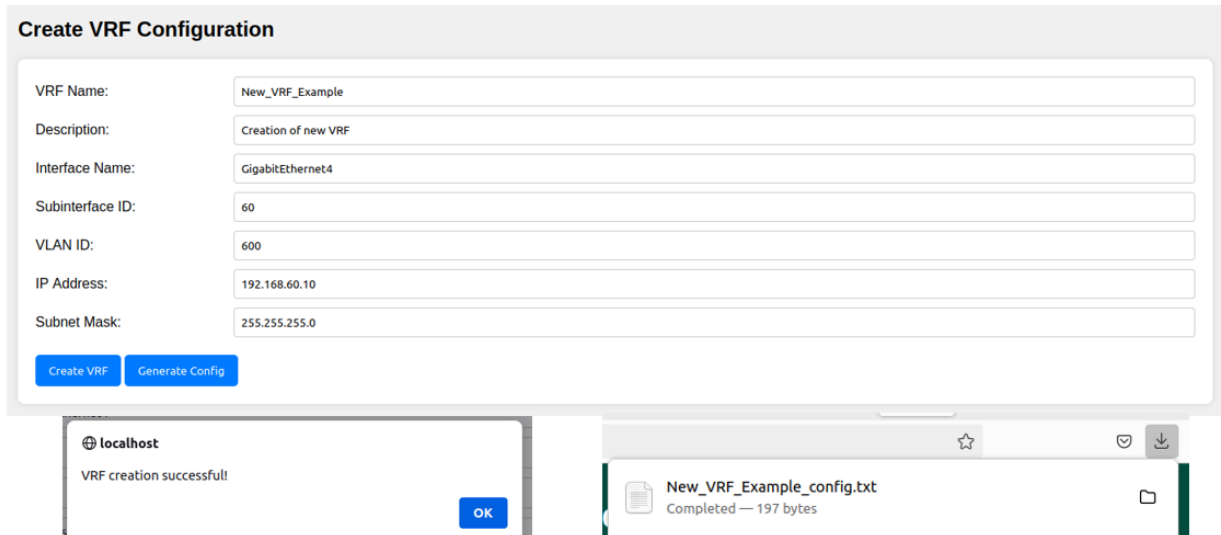 Create VRF Configuration
VRF Name: New_VRF_Example
Description: Creation of new VRF
Interface Name: GigabitEthernet4
Subinterface ID: 60
VLAN ID: 600
IP Address: 192.168.60.10
Subnet Mask: 255.255.255.0
Create VRF Generate Config
localhost
VRF creation successful!
OK
New_VRF_Example_config.txt
Completed — 197 bytes